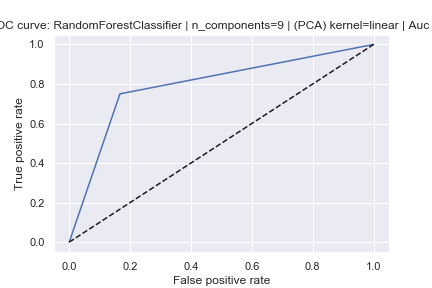 OC curve: RandomForestClassifier | n_components=9 | (PCA) kernel=linear | Auc
1.0
0.8
0.6
0.4
0.2
0.0
True positive rate
0.0 0.2 0.4 0.6 0.8 1.0
False positive rate